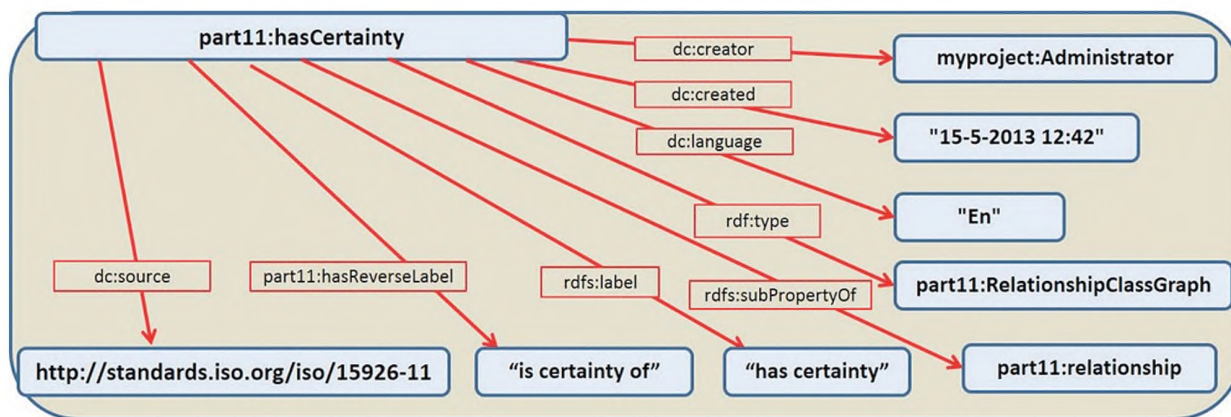 part11:hasCertainty
dc:creator
myproject:Administrator
dc:created
"15-5-2013 12:42"
dc:language
"En"
rdf:type
part11:RelationshipClassGraph
dc:source
part11:hasReverseLabel
rdfs:label
rdfs:subPropertyOf
http://standards.iso.org/iso/15926-11
“is certainty of”
“has certainty”
part11:relationship